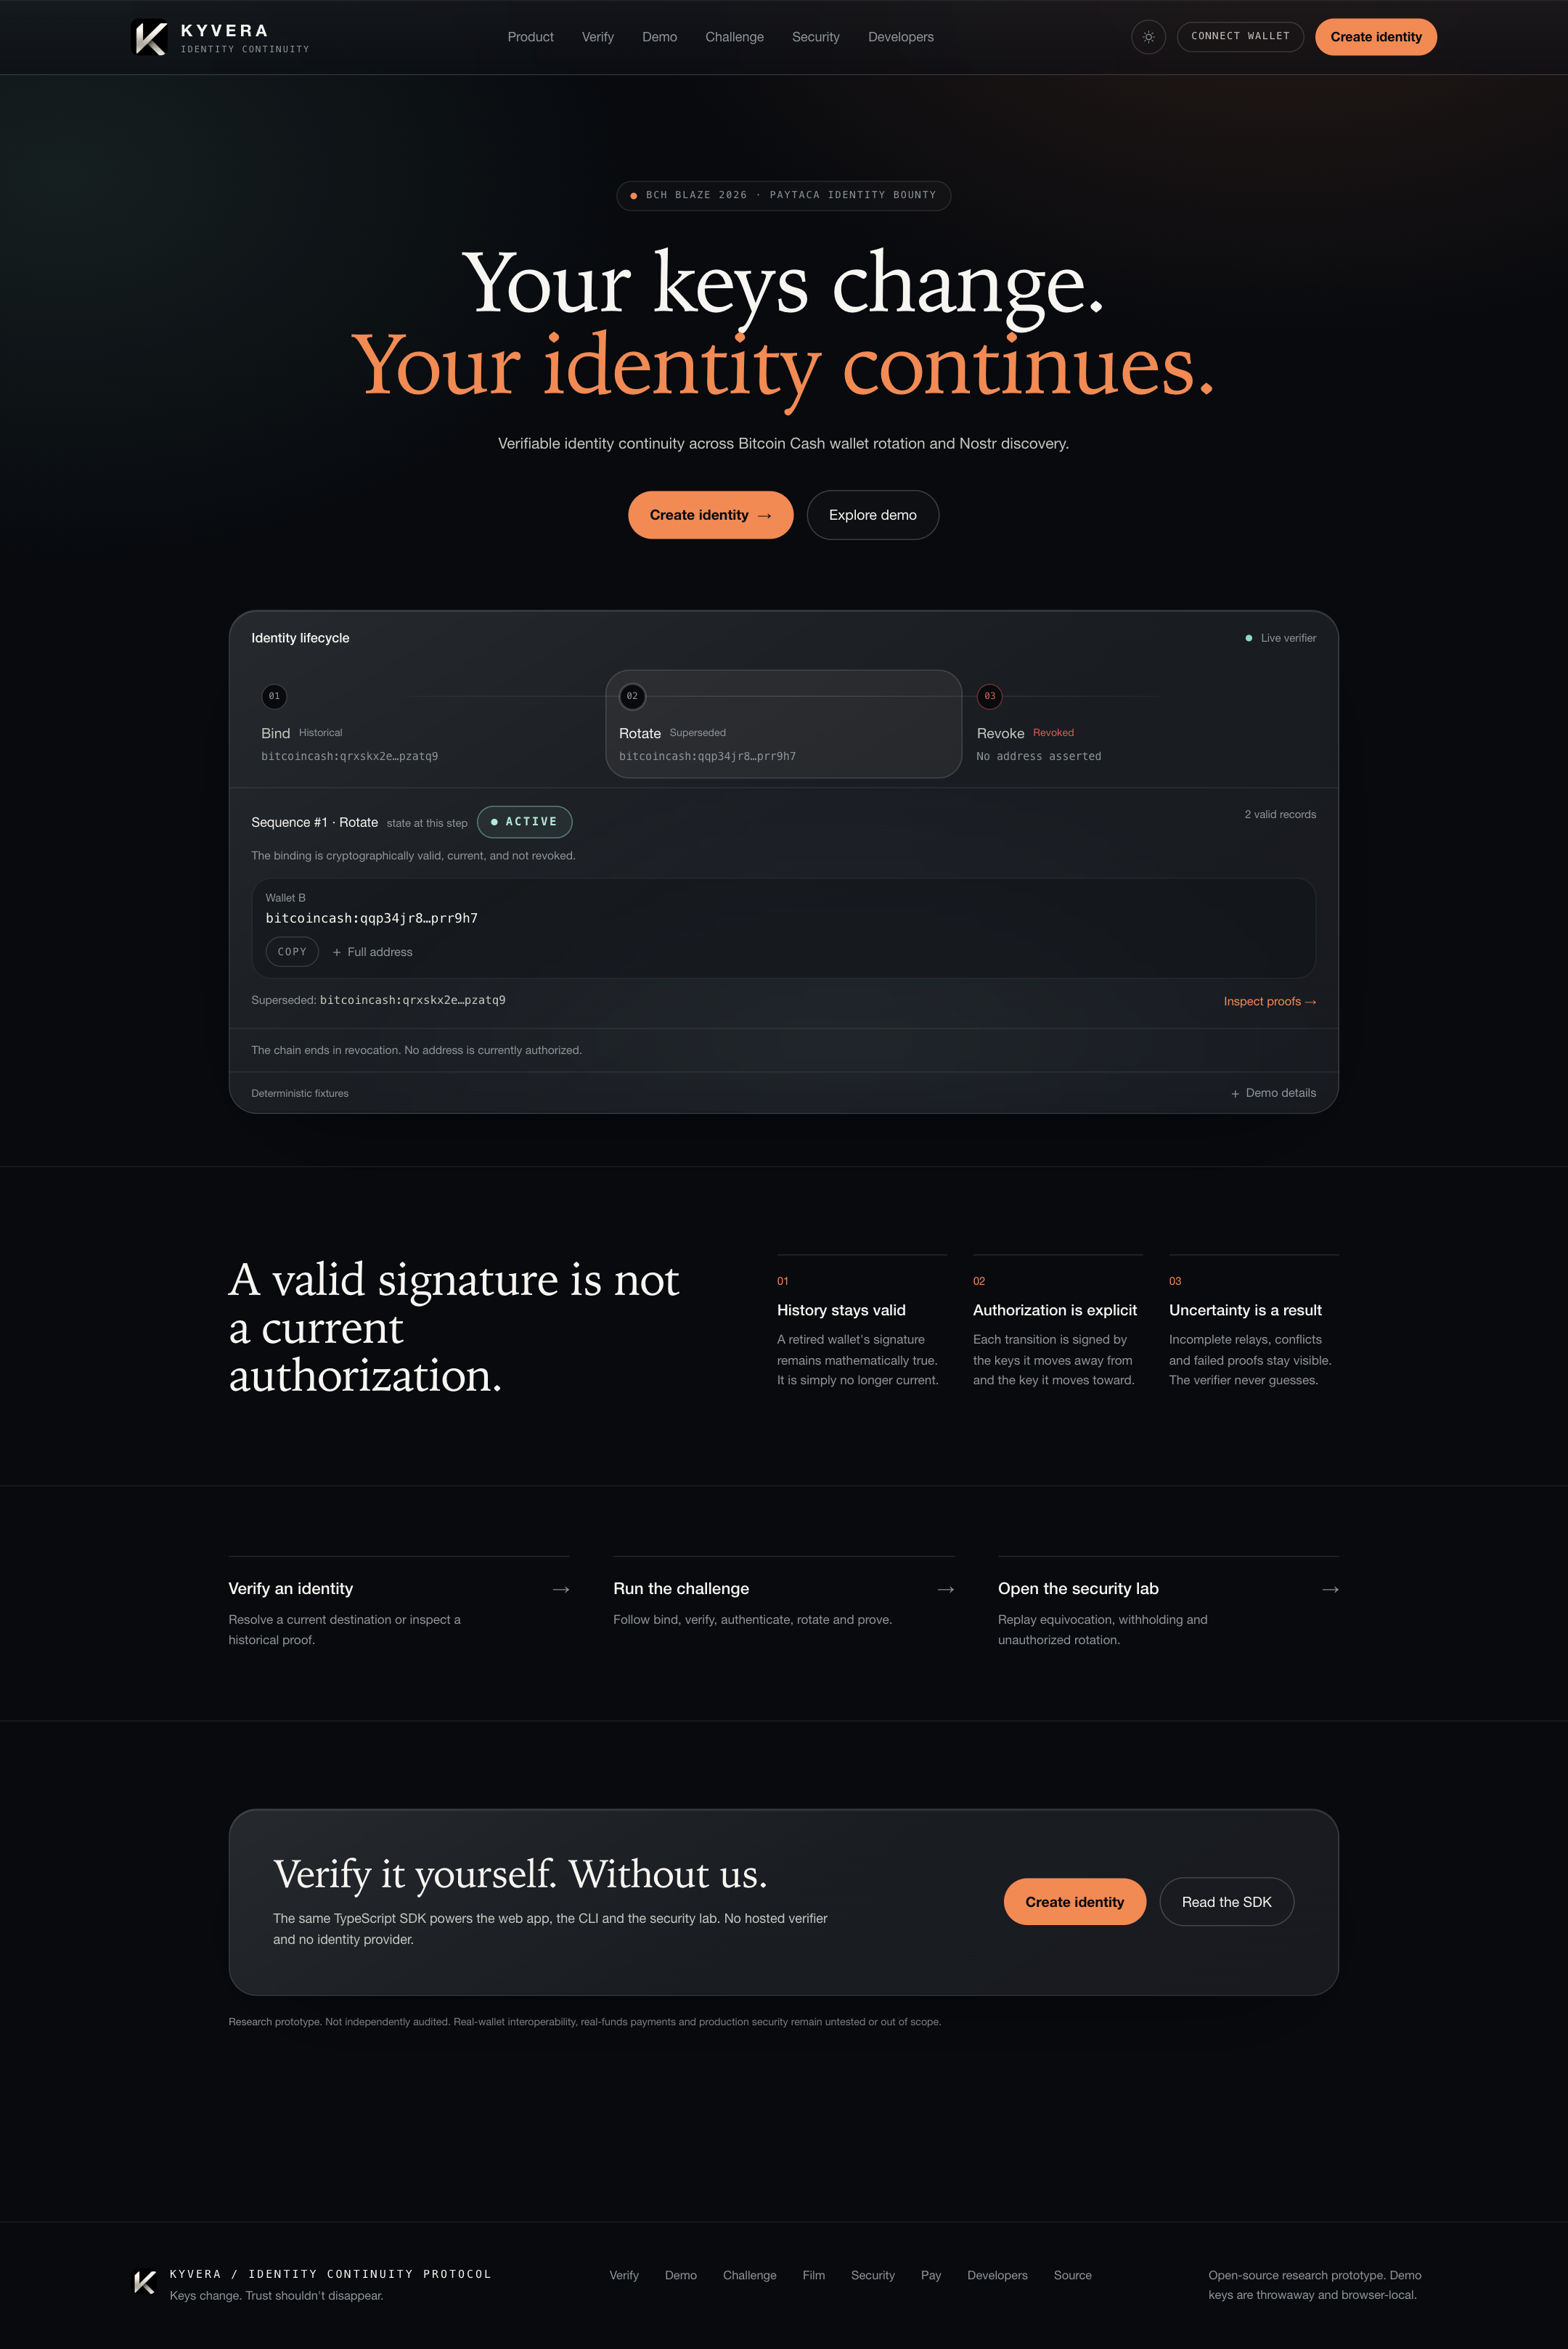 KYVERA
IDENTITY CONTINUITY
Product Verify Demo Challenge Security Developers
CONNECT WALLET
Create identity
BCH BLAZE 2026 · PAYTACA IDENTITY BOUNTY
Your keys change.
Your identity continues.
Verifiable identity continuity across Bitcoin Cash wallet rotation and Nostr discovery.
Create identity →
Explore demo
Identity lifecycle
Live verifier
01
Bind Historical
bitcoincash:qrxskx2e…pzatq9
02
Rotate Superseded
bitcoincash:qqp34jr8…prr9h7
03
Revoke Revoked
No address asserted
Sequence #1 · Rotate state at this step ACTIVE
2 valid records
The binding is cryptographically valid, current, and not revoked.
Wallet B
bitcoincash:qqp34jr8…prr9h7
COPY + Full address
Superseded: bitcoincash:qrxskx2e…pzatq9
Inspect proofs →
The chain ends in revocation. No address is currently authorized.
Deterministic fixtures
+ Demo details
A valid signature is not
a current
authorization.
01
History stays valid
A retired wallet's signature
remains mathematically true.
It is simply no longer current.
02
Authorization is explicit
Each transition is signed by
the keys it moves away from
and the key it moves toward.
03
Uncertainty is a result
Incomplete relays, conflicts
and failed proofs stay visible.
The verifier never guesses.
Verify an identity →
Resolve a current destination or inspect a
historical proof.
Run the challenge →
Follow bind, verify, authenticate, rotate and prove.
Open the security lab →
Replay equivocation, withholding and
unauthorized rotation.
Verify it yourself. Without us.
The same TypeScript SDK powers the web app, the CLI and the security lab. No hosted verifier
and no identity provider.
Create identity
Read the SDK
Research prototype. Not independently audited. Real-wallet interoperability, real-funds payments and production security remain untested or out of scope.
KYVERA / IDENTITY CONTINUITY PROTOCOL
Keys change. Trust shouldn't disappear.
Verify Demo Challenge Film Security Pay Developers Source
Open-source research prototype. Demo
keys are throwaway and browser-local.